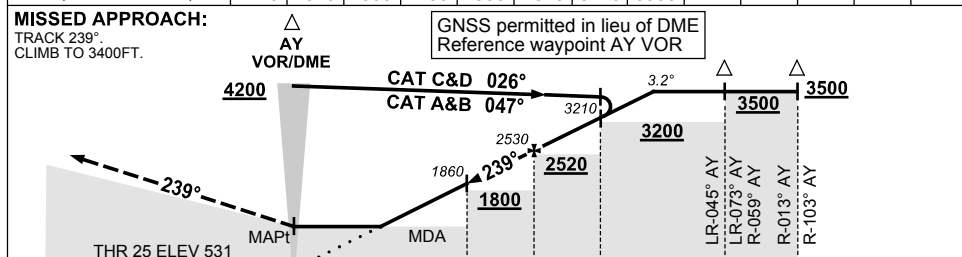 MISSED APPROACH:
TRACK 239°.
CLIMB TO 3400FT.
AY
VOR/DME
GNSS permitted in lieu of DME
Reference waypoint AY VOR
4200
CAT C&D 026°
CAT A&B 047°
3210
3.2°
3500
3500
3200
2530
2520
239°
1860
1800
239°
MAPt
MDA
THR 25 ELEV 531
LR-045° AY
LR-073° AY
R-059° AY
R-013° AY
R-103° AY